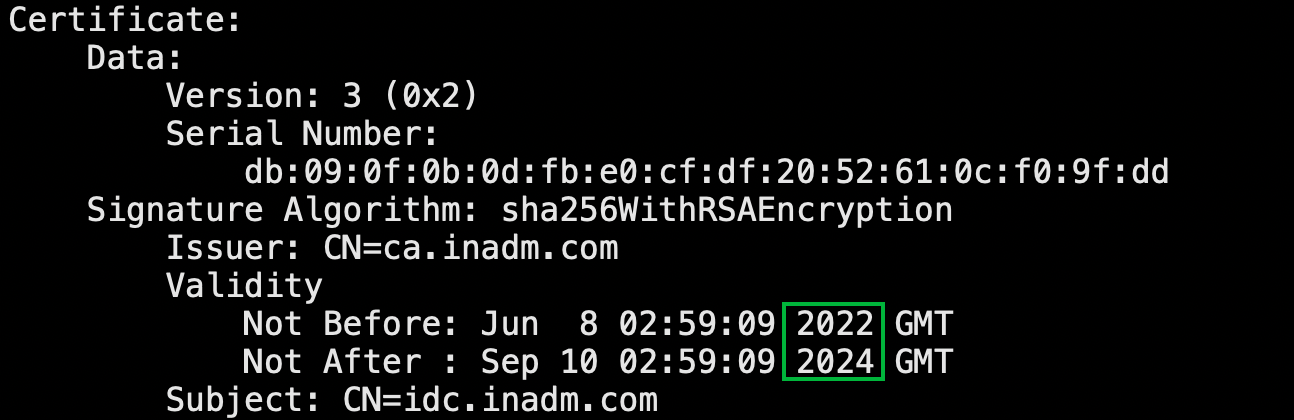 Certificate:
    Data:
        Version: 3 (0x2)
        Serial Number:
            db:09:0f:0b:0d:fb:e0:cf:df:20:52:61:0c:f0:9f:dd
    Signature Algorithm: sha256WithRSAEncryption
        Issuer: CN=ca.inadm.com
        Validity
            Not Before: Jun  8 02:59:09 2022 GMT
            Not After : Sep 10 02:59:09 2024 GMT
        Subject: CN=idc.inadm.com